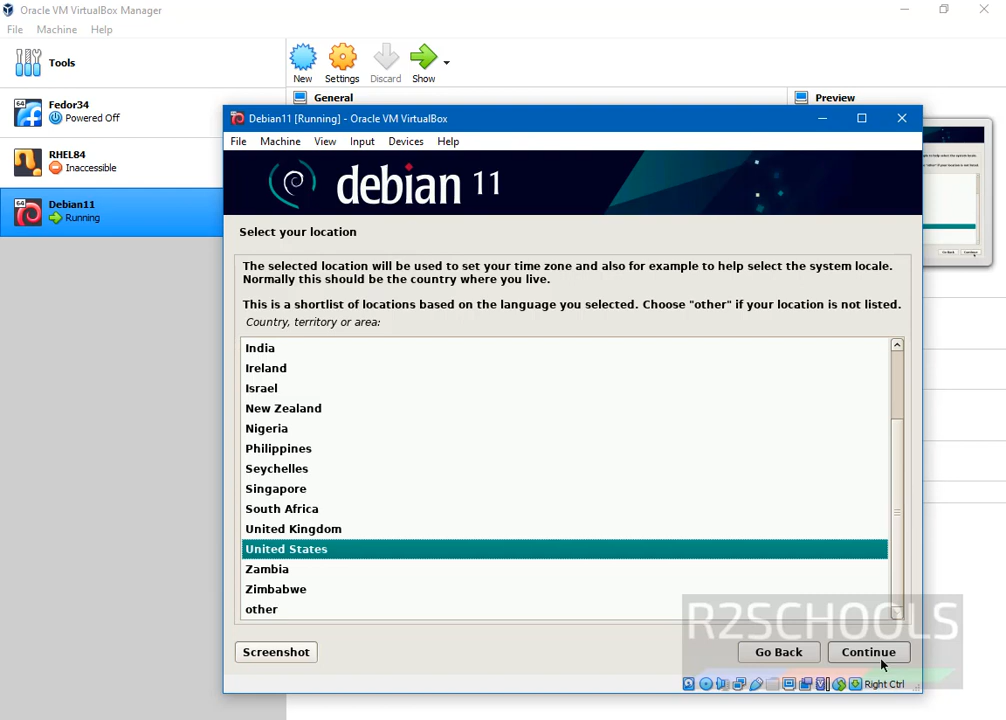 Oracle VM VirtualBox Manager
File Machine Help
Tools
New Settings Discard Show
64 Fedor34
Powered Off
General
Preview
RHEL84
Inaccessible
64 Debian11
Running
Debian11 [Running] - Oracle VM VirtualBox
File Machine View Input Devices Help
debian 11
Select your location
The selected location will be used to set your time zone and also for example to help select the system locale.
Normally this should be the country where you live.
This is a shortlist of locations based on the language you selected. Choose "other" if your location is not listed.
Country, territory or area:
India
Ireland
Israel
New Zealand
Nigeria
Philippines
Seychelles
Singapore
South Africa
United Kingdom
United States
Zambia
Zimbabwe
other
R2SCHOOLS
Screenshot Go Back Continue
Right Ctrl